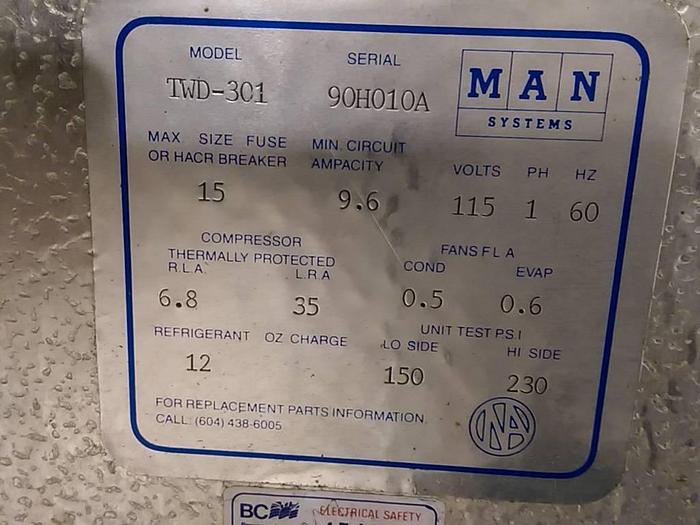 MODEL SERIAL
TWD-301 90H010A
MAN
SYSTEMS
MAX. SIZE FUSE MIN. CIRCUIT
OR HACR BREAKER AMPACITY VOLTS PH HZ
15 9.6 115 1 60
COMPRESSOR FANS F L A
THERMALLY PROTECTED COND EVAP
R.L.A. L.R.A
6.8 35 0.5 0.6
REFRIGERANT OZ CHARGE UNIT TEST P.S.I
LO SIDE HI SIDE
12 150 230
FOR REPLACEMENT PARTS INFORMATION
CALL: (604) 438-6005
BC ELECTRICAL SAFETY